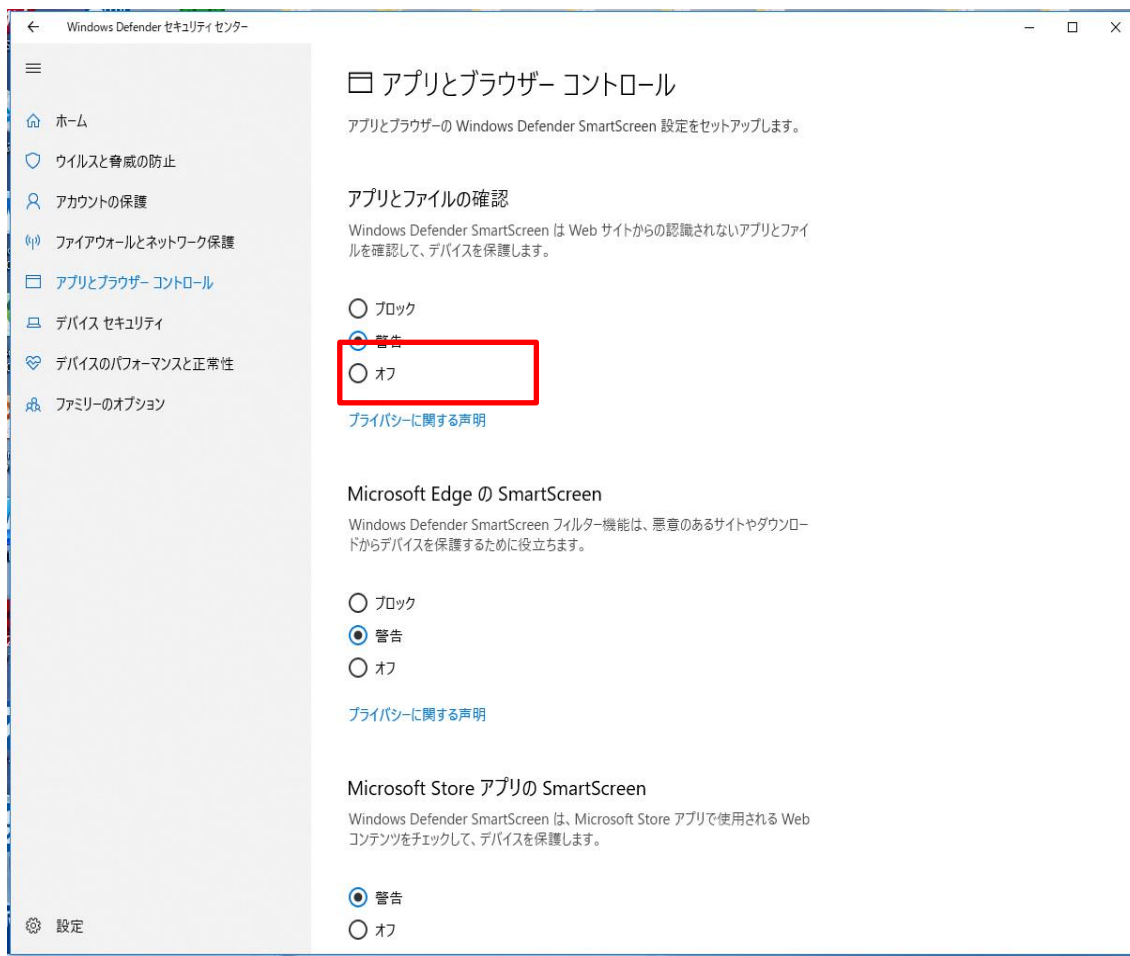 Windows Defender セキュリティ センター
ホーム
ウイルスと脅威の防止
アカウントの保護
ファイアウォールとネットワーク保護
アプリとブラウザー コントロール
デバイス セキュリティ
デバイスのパフォーマンスと正常性
ファミリーのオプション
設定
アプリとブラウザー コントロール
アプリとブラウザーの Windows Defender SmartScreen 設定をセットアップします。
アプリとファイルの確認
Windows Defender SmartScreen は Web サイトからの認識されないアプリとファイ
ルを確認して、デバイスを保護します。
ブロック
警告
オフ
プライバシーに関する声明
Microsoft Edge の SmartScreen
Windows Defender SmartScreen フィルター機能は、悪意のあるサイトやダウンロー
ドからデバイスを保護するために役立ちます。
ブロック
警告
オフ
プライバシーに関する声明
Microsoft Store アプリの SmartScreen
Windows Defender SmartScreen は、Microsoft Store アプリで使用される Web
コンテンツをチェックして、デバイスを保護します。
警告
オフ